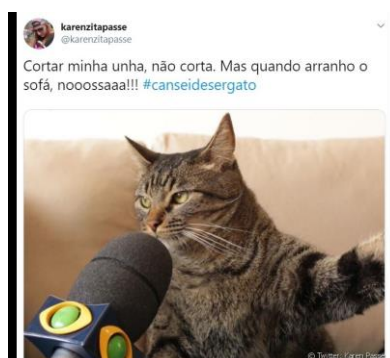 karenzitapasse
@karenzitapasse
Cortar minha unha, não corta. Mas quando arranho o
sofá, nooossaaa!!! #canseidesergato
© Twitter: Karen Passe